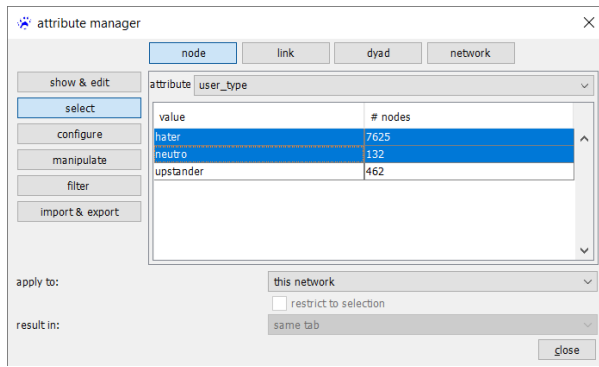 attribute manager
node link dyad network
show & edit attribute user_type
select
value # nodes
configure
hater 7625
neutro 132
manipulate
upstander 462
filter
import & export
apply to: this network
restrict to selection
result in: same tab
close